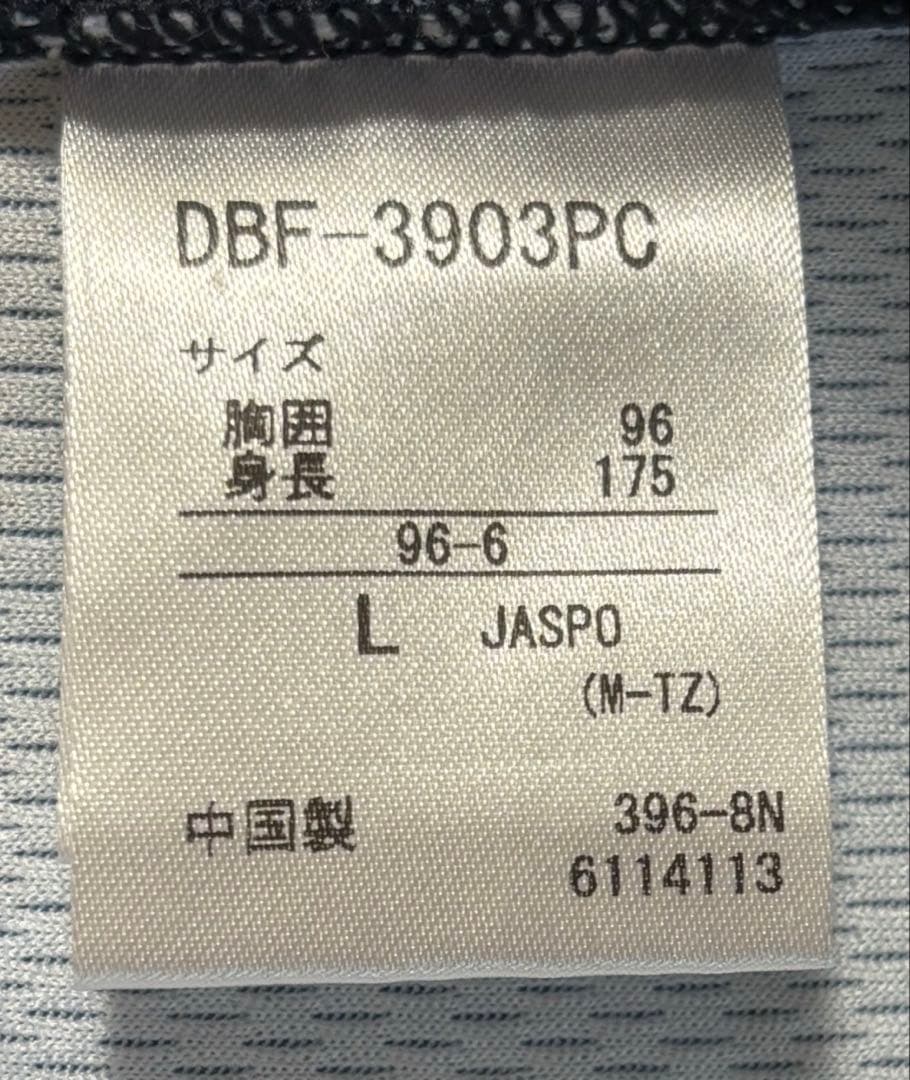 DBF-3903PC
サイズ
胸囲 96
身長 175
96-6
L JASPO
(M-TZ)
中国製 396-8N
6114113